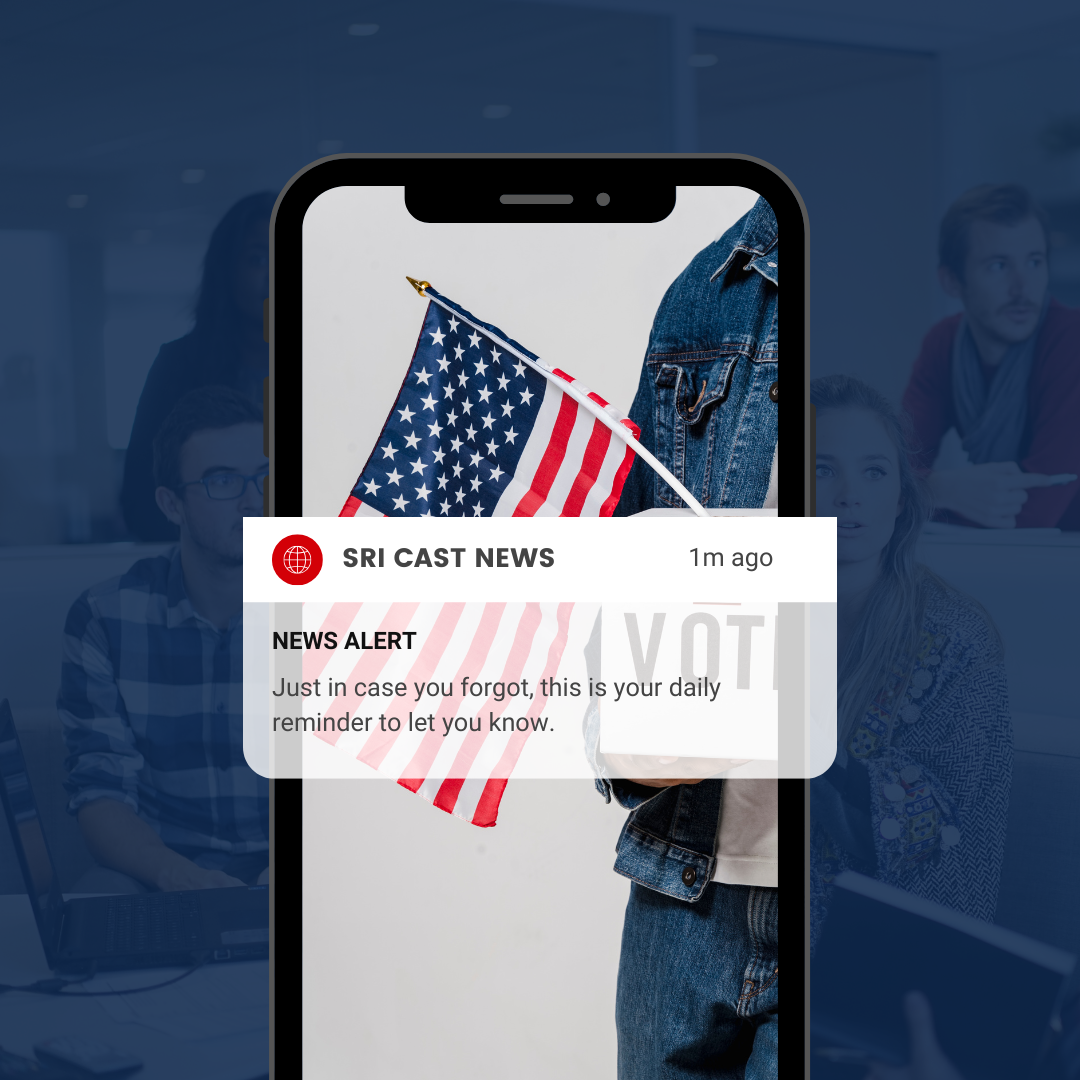 SRI CAST NEWS
1m ago
NEWS ALERT
Just in case you forgot, this is your daily
reminder to let you know.
VOT